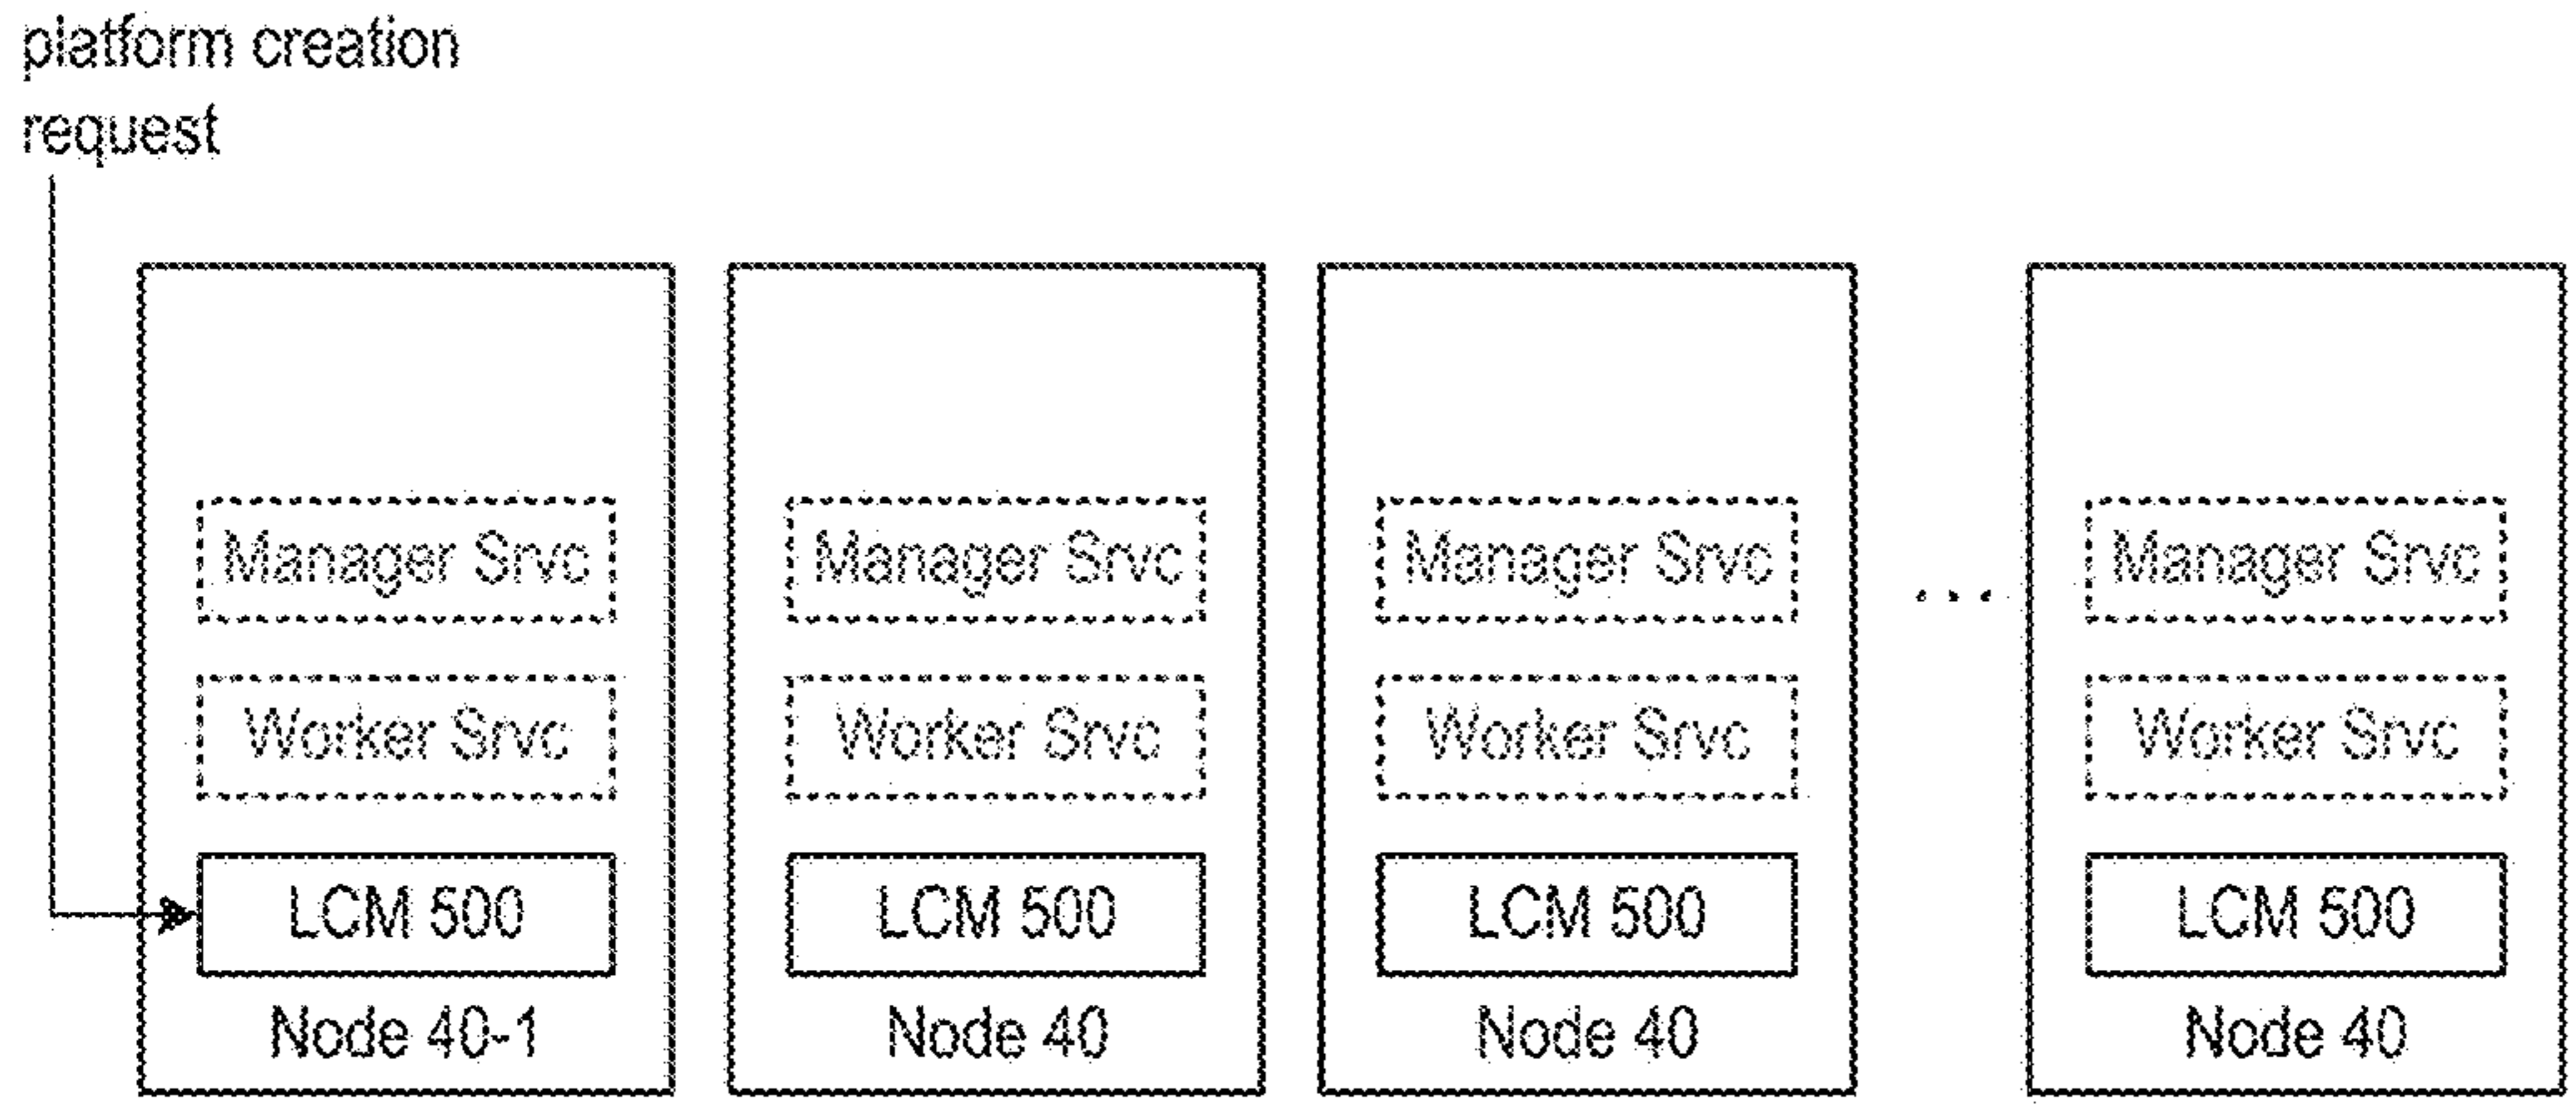 platform creation
request
Manager Srvc
Worker Srvc
LCM 500
Node 40-1
Manager Srvc
Worker Srvc
LCM 500
Node 40
Manager Srvc
Worker Srvc
LCM 500
Node 40
...
Manager Srvc
Worker Srvc
LCM 500
Node 40